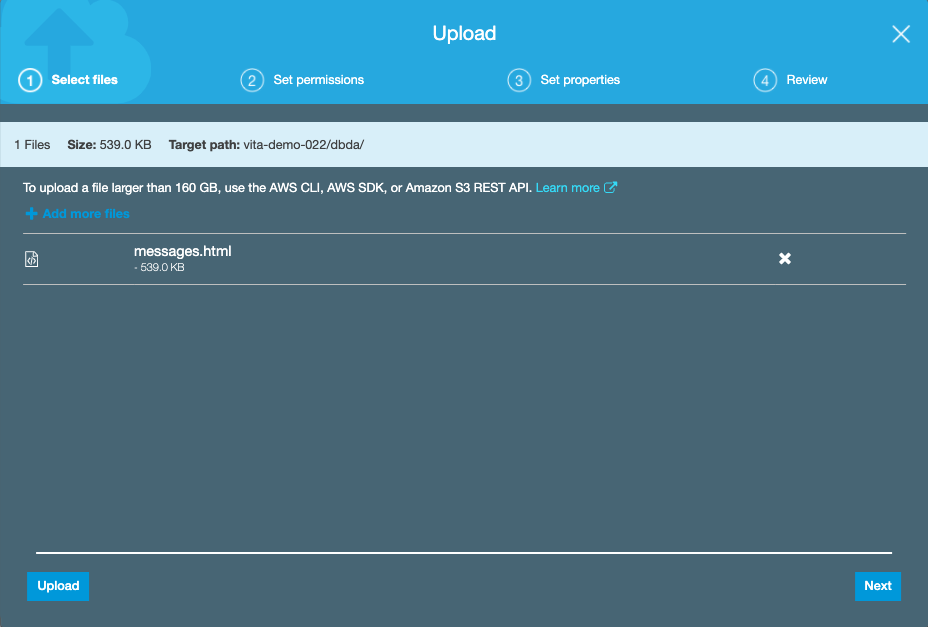 Upload
1 Select files
2 Set permissions
3 Set properties
4 Review
1 Files Size: 539.0 KB Target path: vita-demo-022/dbda/
To upload a file larger than 160 GB, use the AWS CLI, AWS SDK, or Amazon S3 REST API. Learn more
Add more files
messages.html
- 539.0 KB
Upload
Next